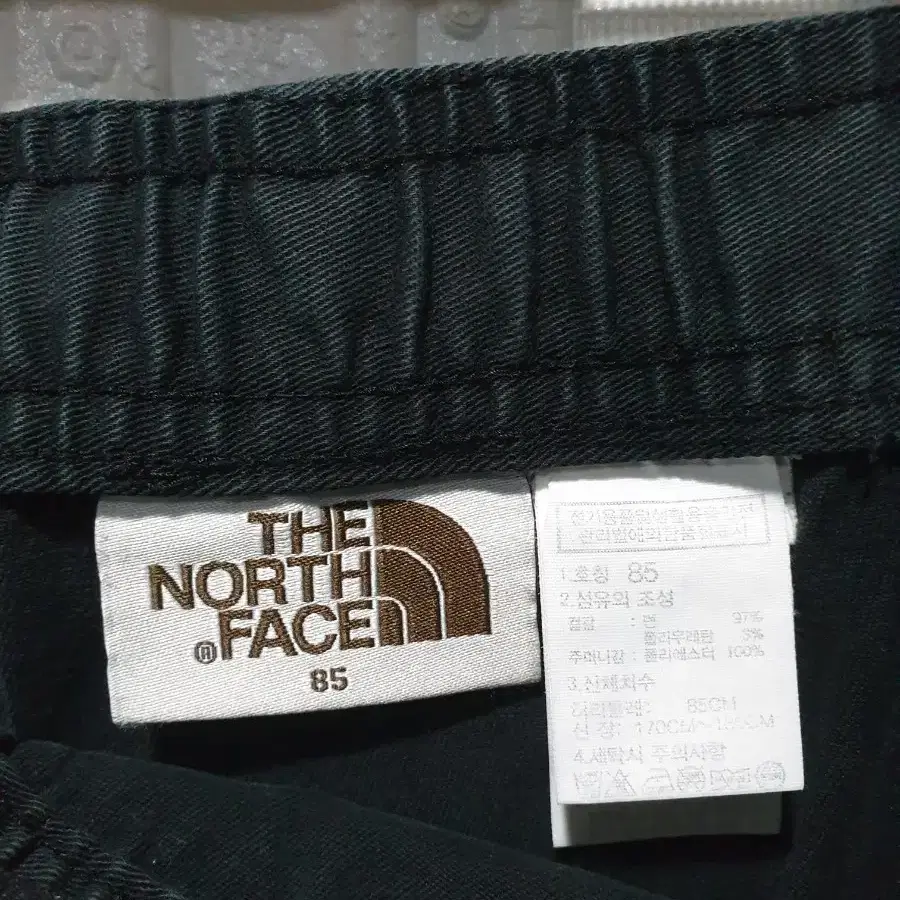 THE
NORTH
FACE
®
85
1.호칭 85
2.섬유의 조성
겉감 : 면 97%
폴리우레탄 3%
주머니감 : 폴리에스터 100%
3.신체치수
허리둘레: 85CM
신 장: 170CM~
4.세탁시 주의사항